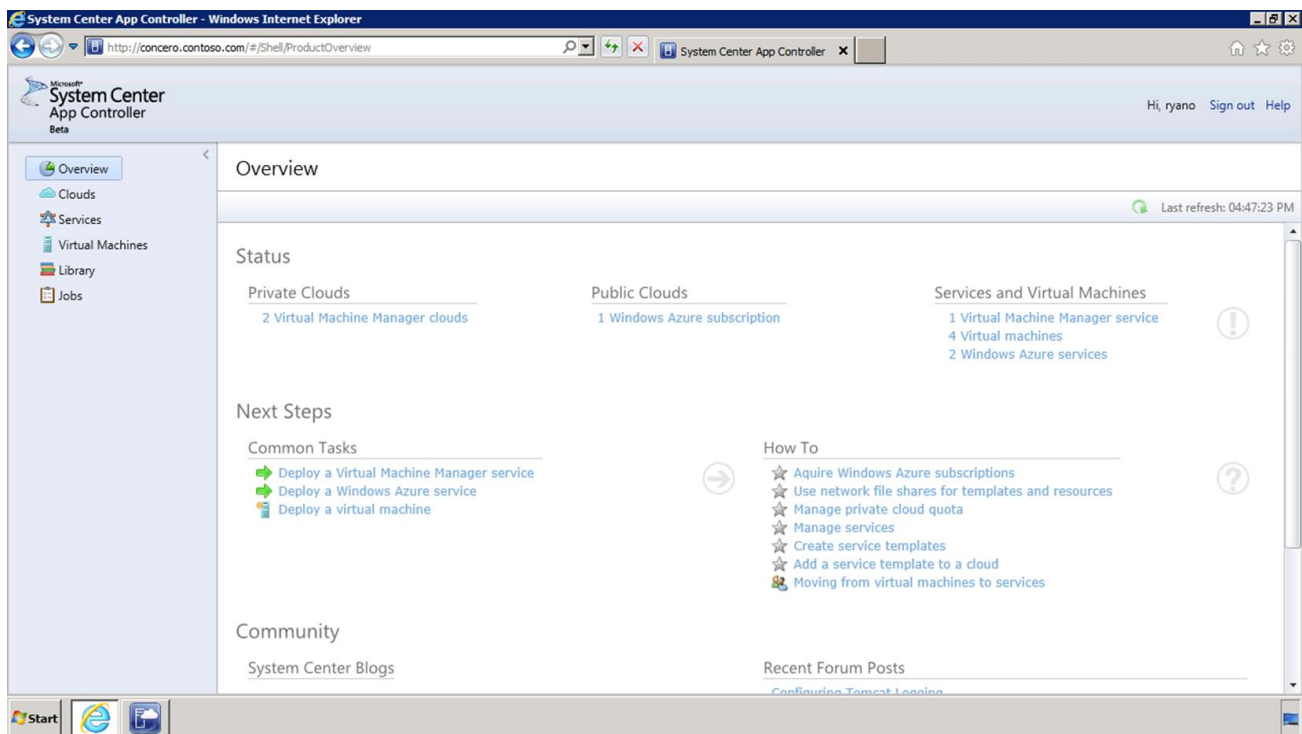 System Center App Controller - Windows Internet Explorer
http://concero.contoso.com/#/Shell/ProductOverview
System Center App Controller
Microsoft
System Center
App Controller
Beta
Hi, ryano Sign out Help
Overview
Clouds
Services
Virtual Machines
Library
Jobs
Overview
Last refresh: 04:47:23 PM
Status
Private Clouds
2 Virtual Machine Manager clouds
Public Clouds
1 Windows Azure subscription
Services and Virtual Machines
1 Virtual Machine Manager service
4 Virtual machines
2 Windows Azure services
Next Steps
Common Tasks
Deploy a Virtual Machine Manager service
Deploy a Windows Azure service
Deploy a virtual machine
How To
Aquire Windows Azure subscriptions
Use network file shares for templates and resources
Manage private cloud quota
Manage services
Create service templates
Add a service template to a cloud
Moving from virtual machines to services
Community
System Center Blogs
Recent Forum Posts
Configuring Tomcat Logging
Start